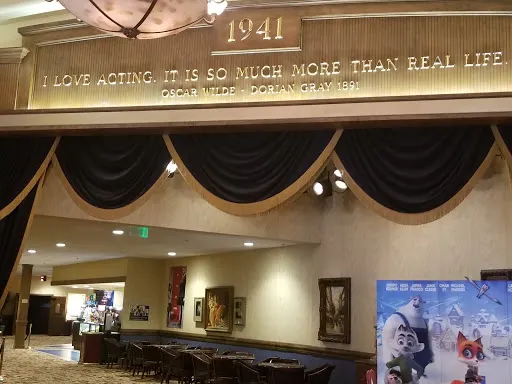 1941
I LOVE ACTING. IT IS SO MUCH MORE THAN REAL LIFE.
OSCAR WILDE - DORIAN GRAY 1891